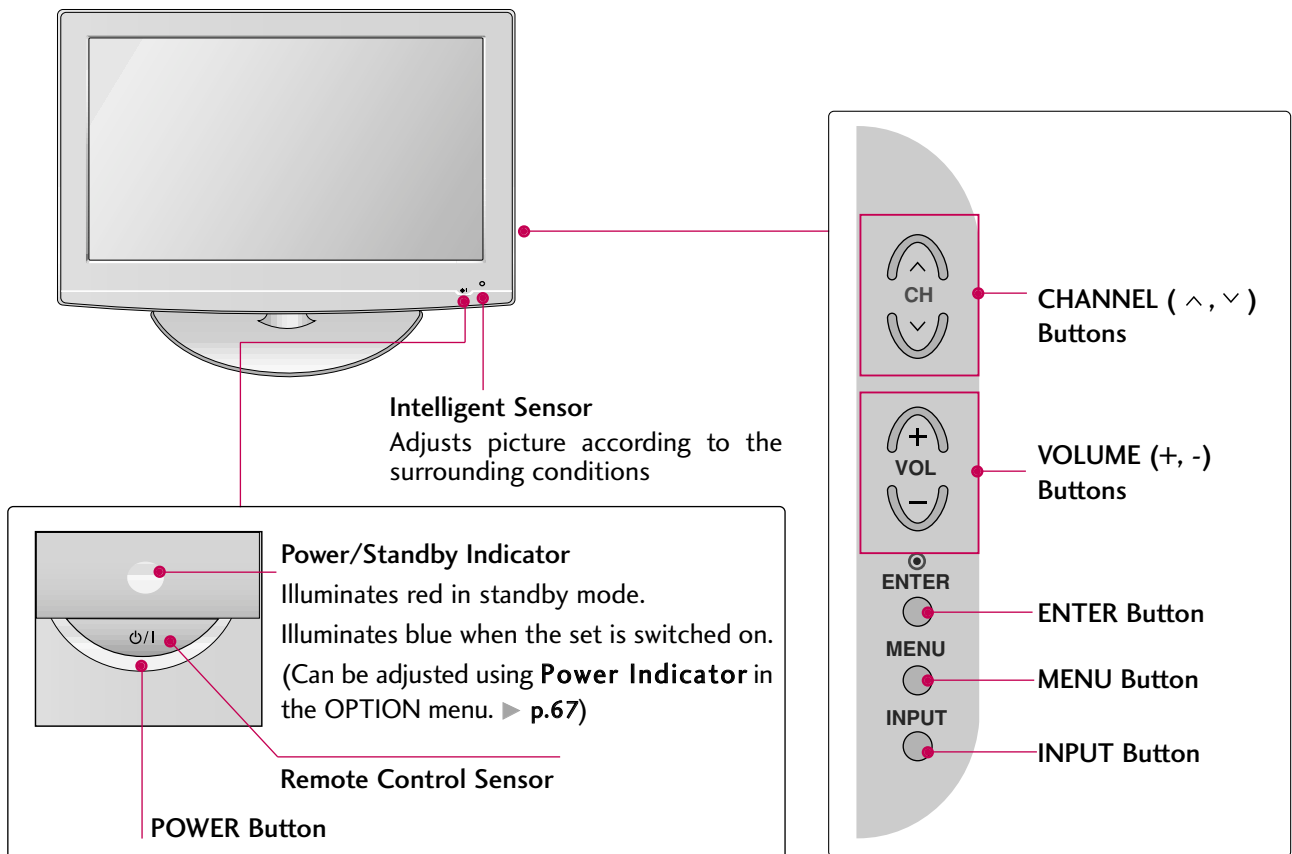 Intelligent Sensor
Adjusts picture according to the
surrounding conditions
Power/Standby Indicator
Illuminates red in standby mode.
Illuminates blue when the set is switched on.
(Can be adjusted using Power Indicator in
the OPTION menu. ► p.67)
⏻/I
Remote Control Sensor
POWER Button
CH
CHANNEL ( ^ , ∨ )
Buttons
+
VOL
-
VOLUME (+, -)
Buttons
ENTER
ENTER Button
MENU
MENU Button
INPUT
INPUT Button